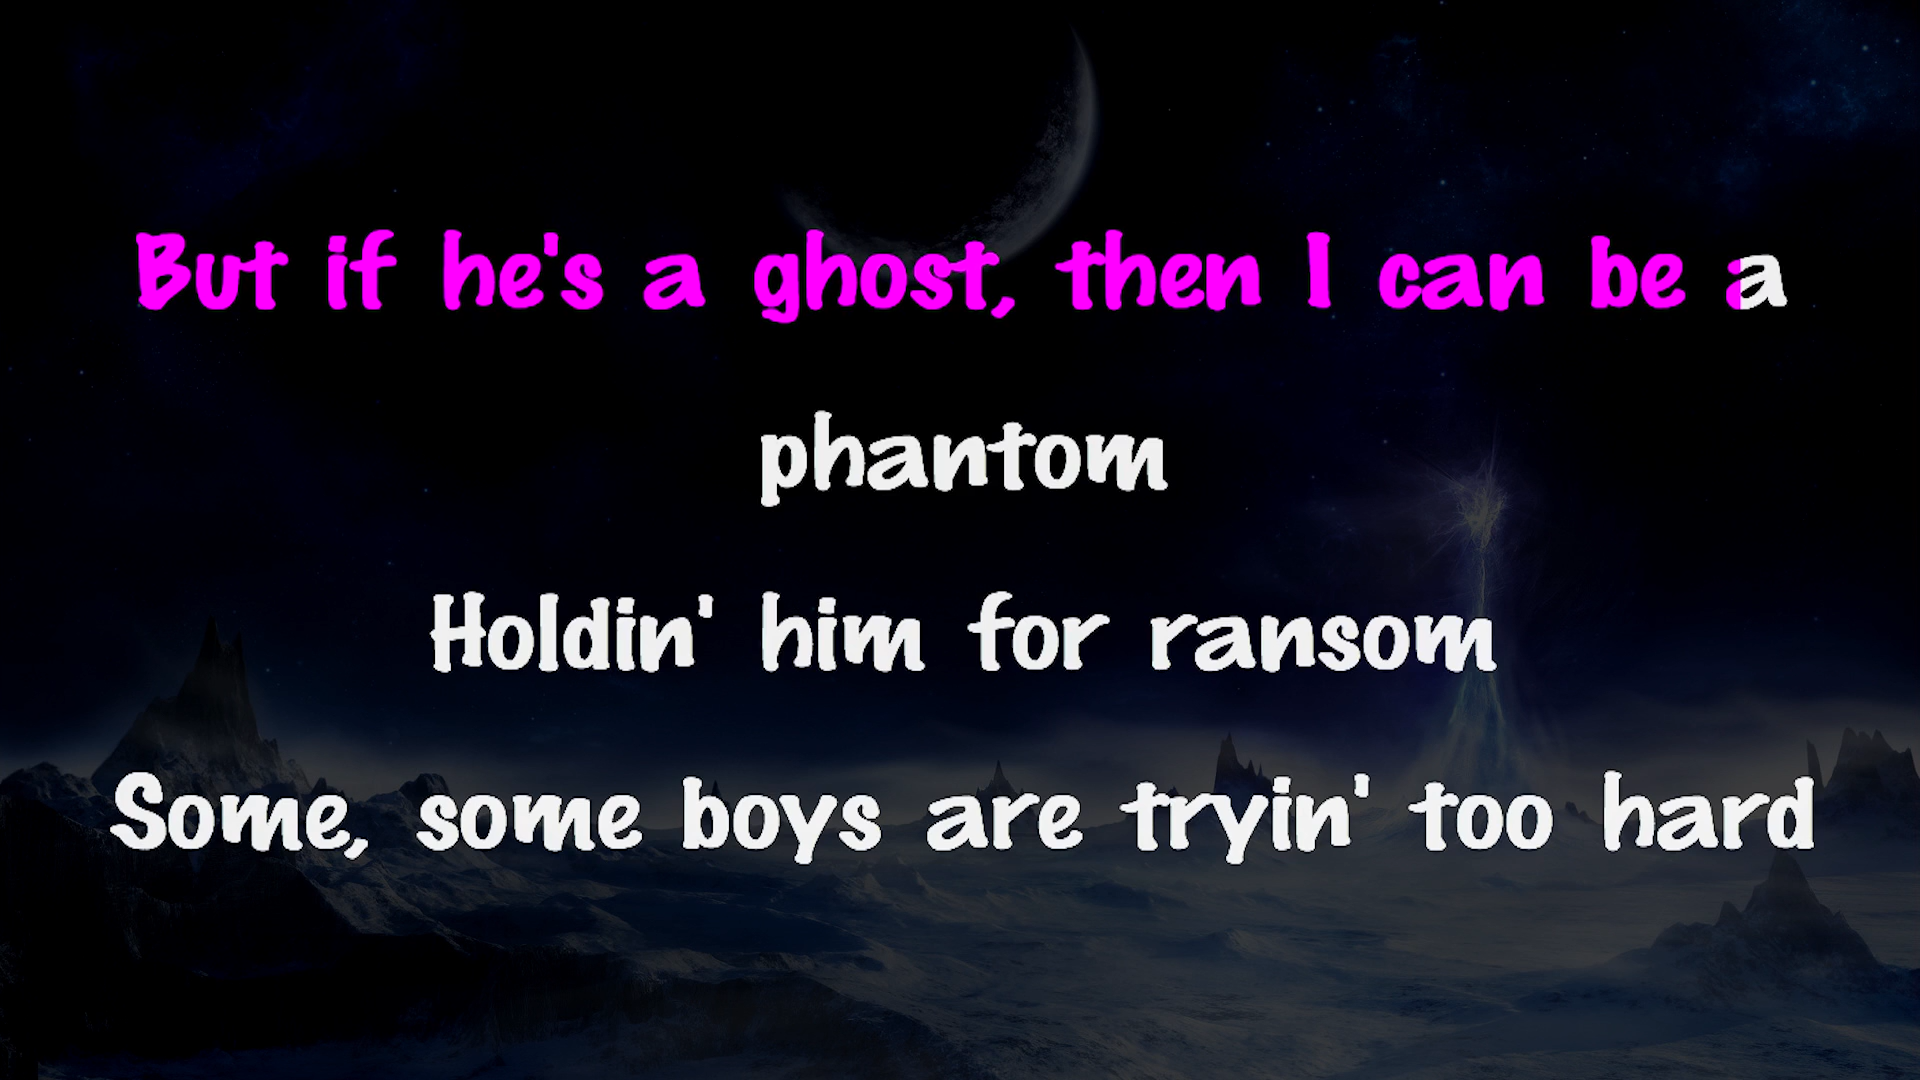 But if he's a ghost, then I can be a
phantom
Holdin' him for ransom
Some, some boys are tryin' too hard